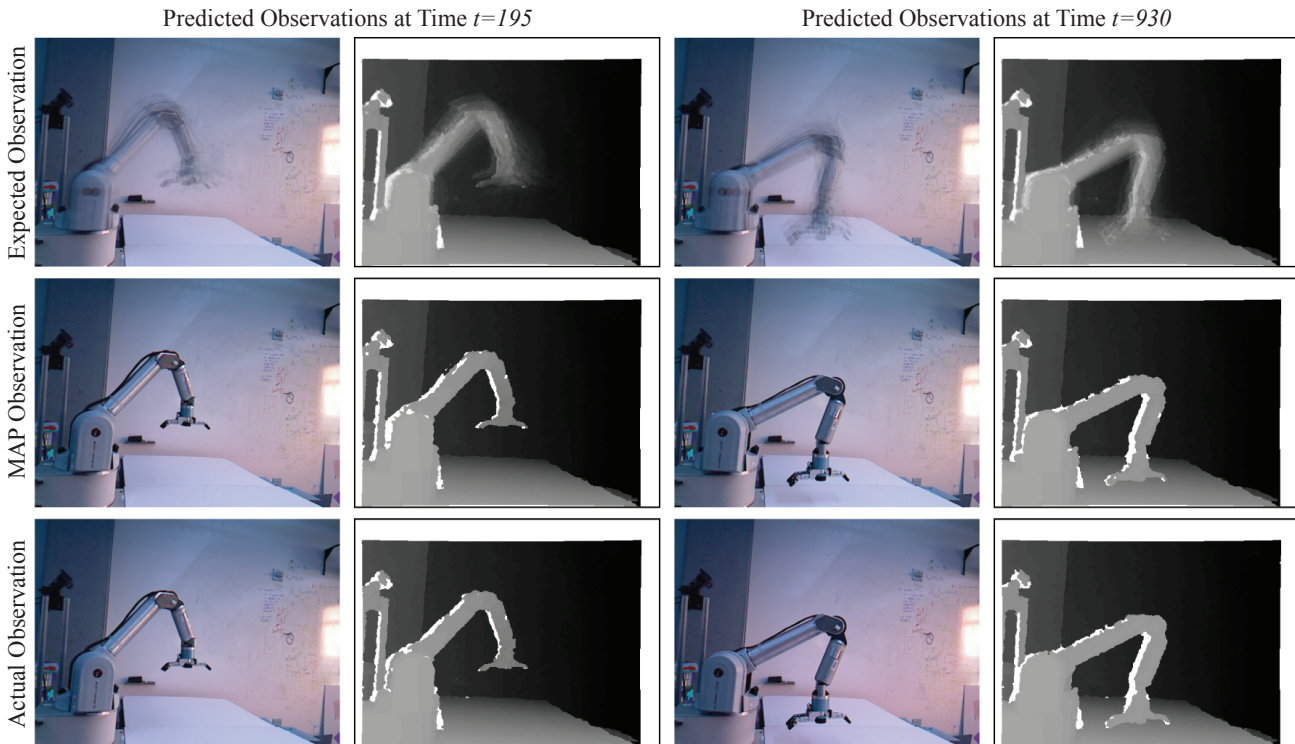 Predicted Observations at Time t=195
Predicted Observations at Time t=930
Expected Observation
MAP Observation
Actual Observation